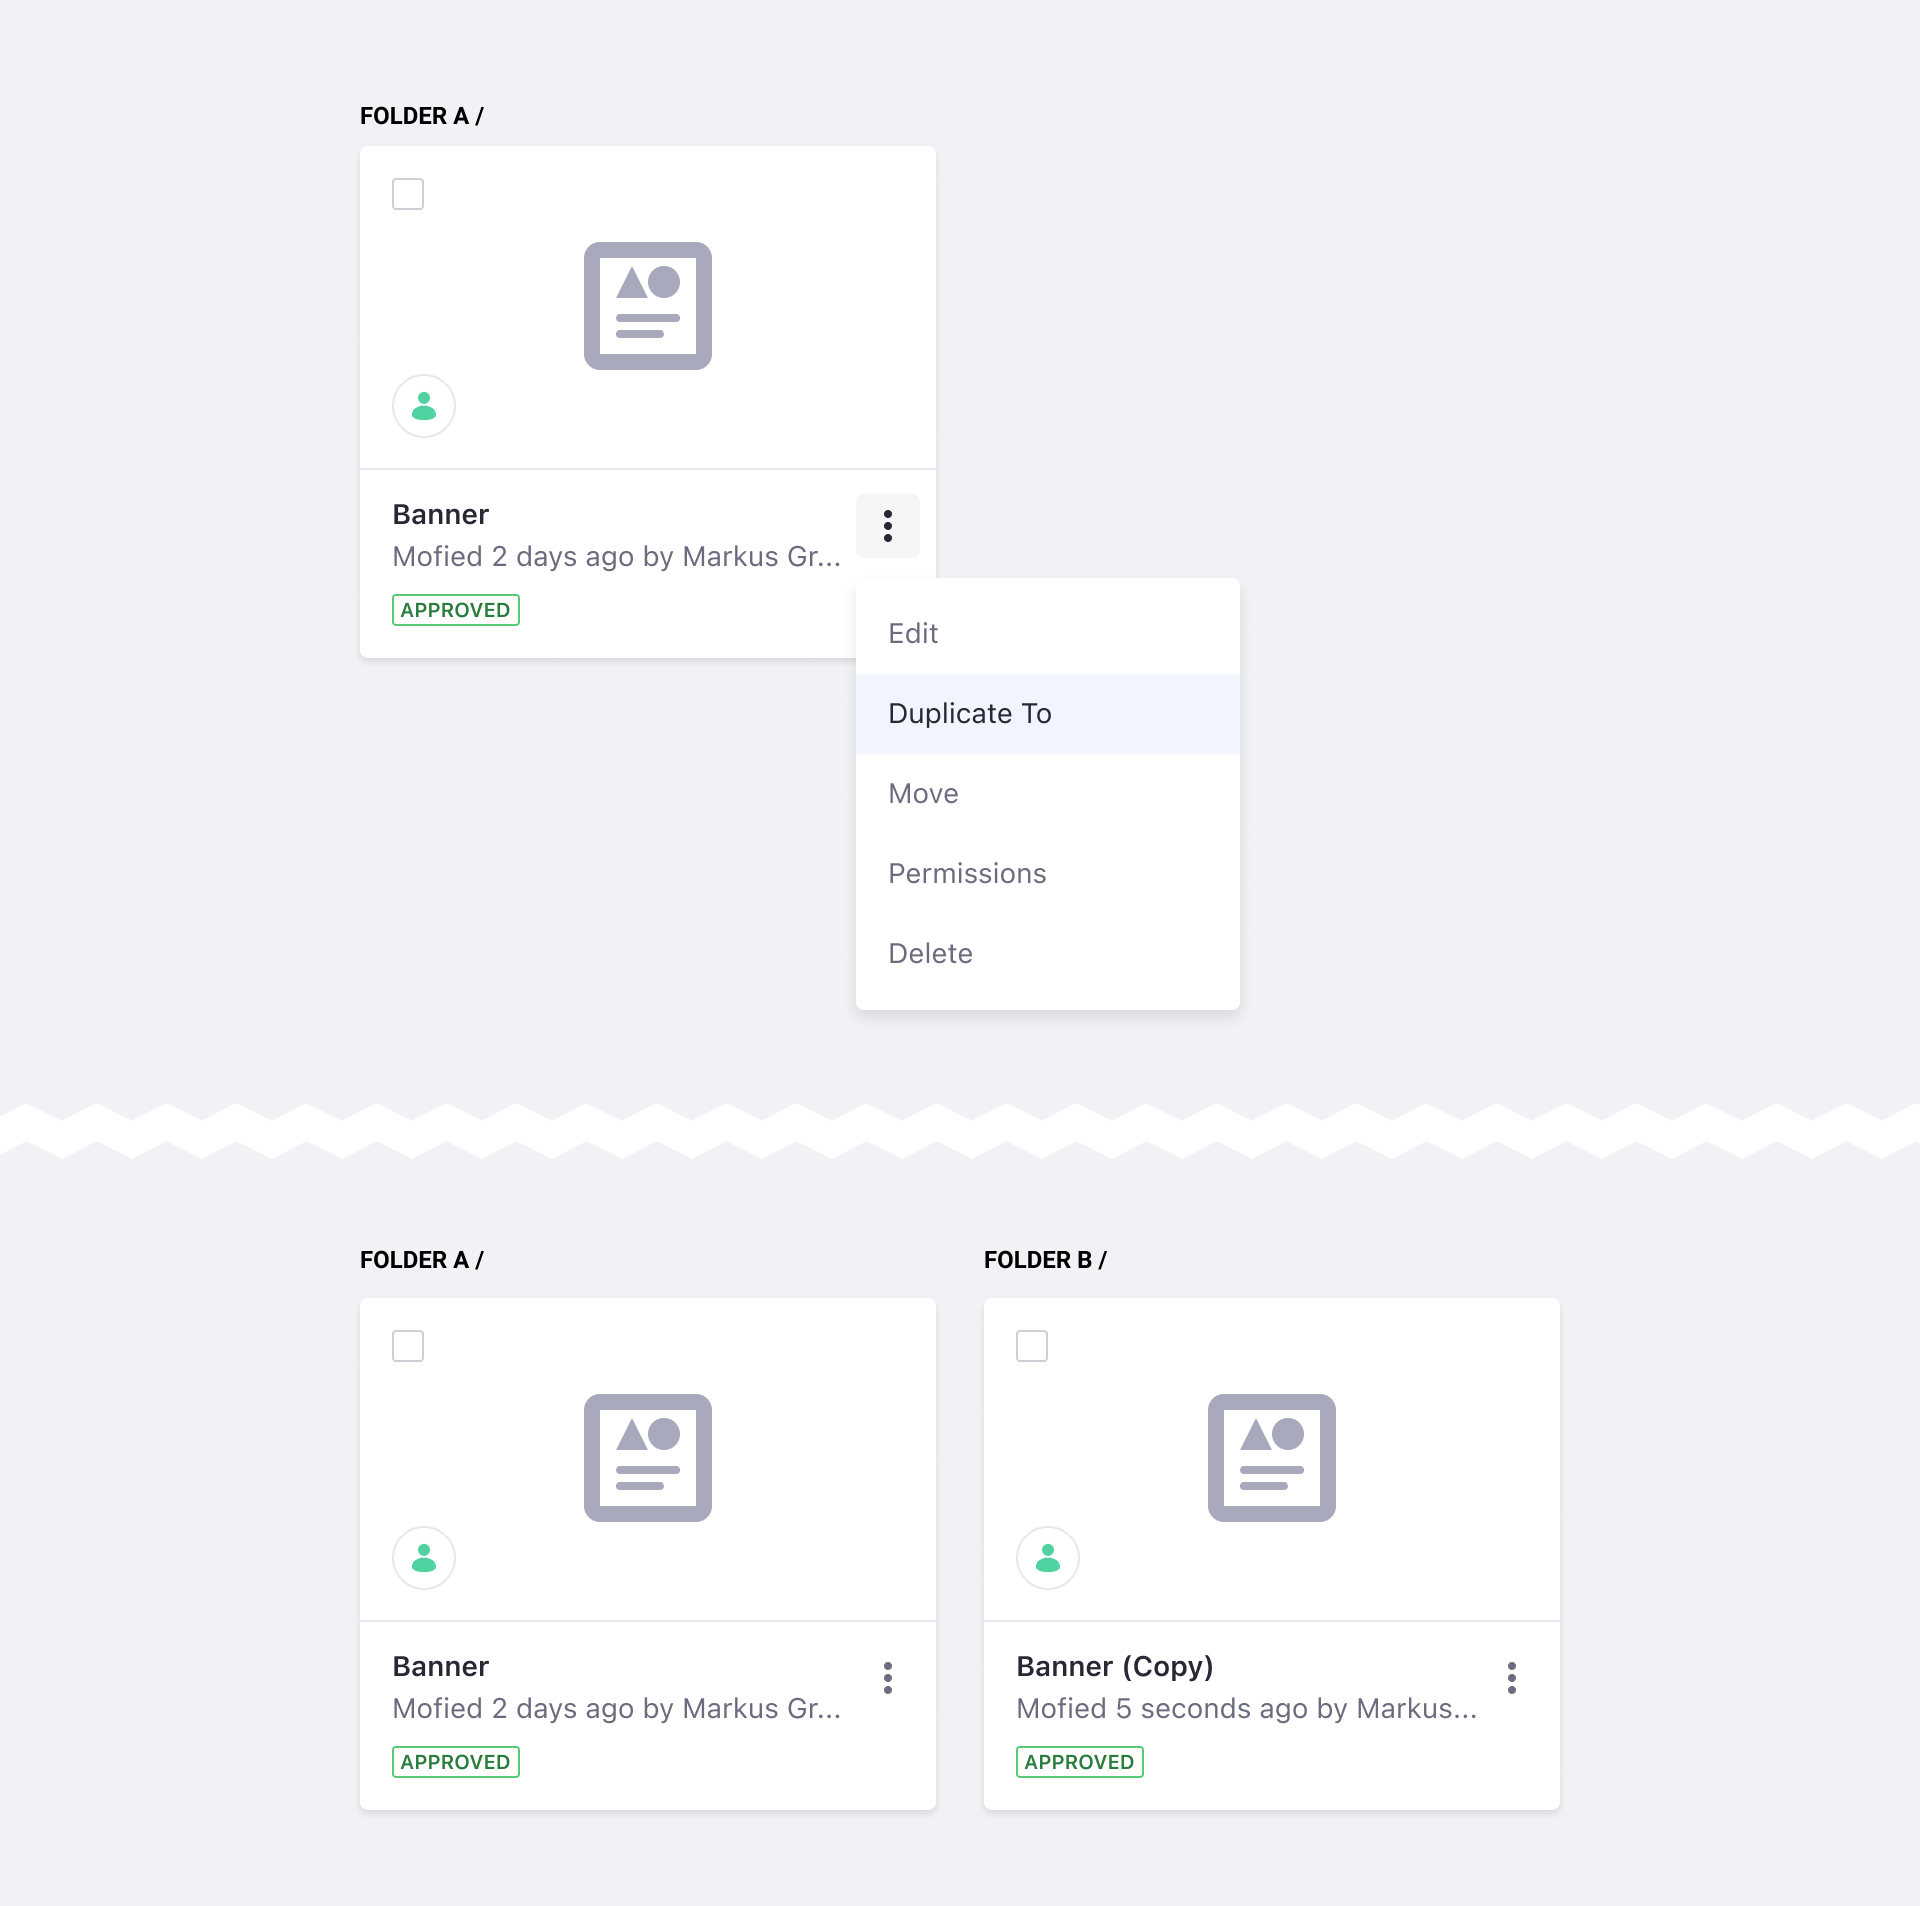 FOLDER A /
Banner
Mofied 2 days ago by Markus Gr...
APPROVED
Edit
Duplicate To
Move
Permissions
Delete
FOLDER A /
Banner
Mofied 2 days ago by Markus Gr...
APPROVED
FOLDER B /
Banner (Copy)
Mofied 5 seconds ago by Markus...
APPROVED